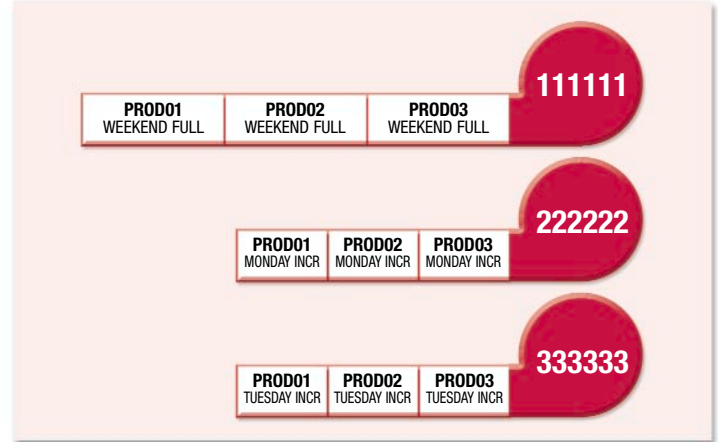 111111
PROD01 PROD02 PROD03
WEEKEND FULL WEEKEND FULL WEEKEND FULL
222222
PROD01 PROD02 PROD03
MONDAY INCR MONDAY INCR MONDAY INCR
333333
PROD01 PROD02 PROD03
TUESDAY INCR TUESDAY INCR TUESDAY INCR